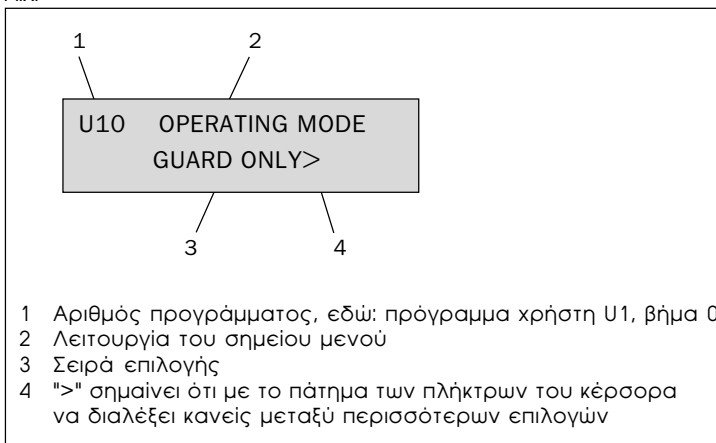 1 2
U10 OPERATING MODE
GUARD ONLY>
3 4
1 Αριθμός προγράμματος, εδώ: πρόγραμμα χρήστη U1, βήμα 0
2 Λειτουργία του σημείου μενού
3 Σειρά επιλογής
4 ">" σημαίνει ότι με το πάτημα των πλήκτρων του κέρσορα
να διαλέξει κανείς μεταξύ περισσότερων επιλογών